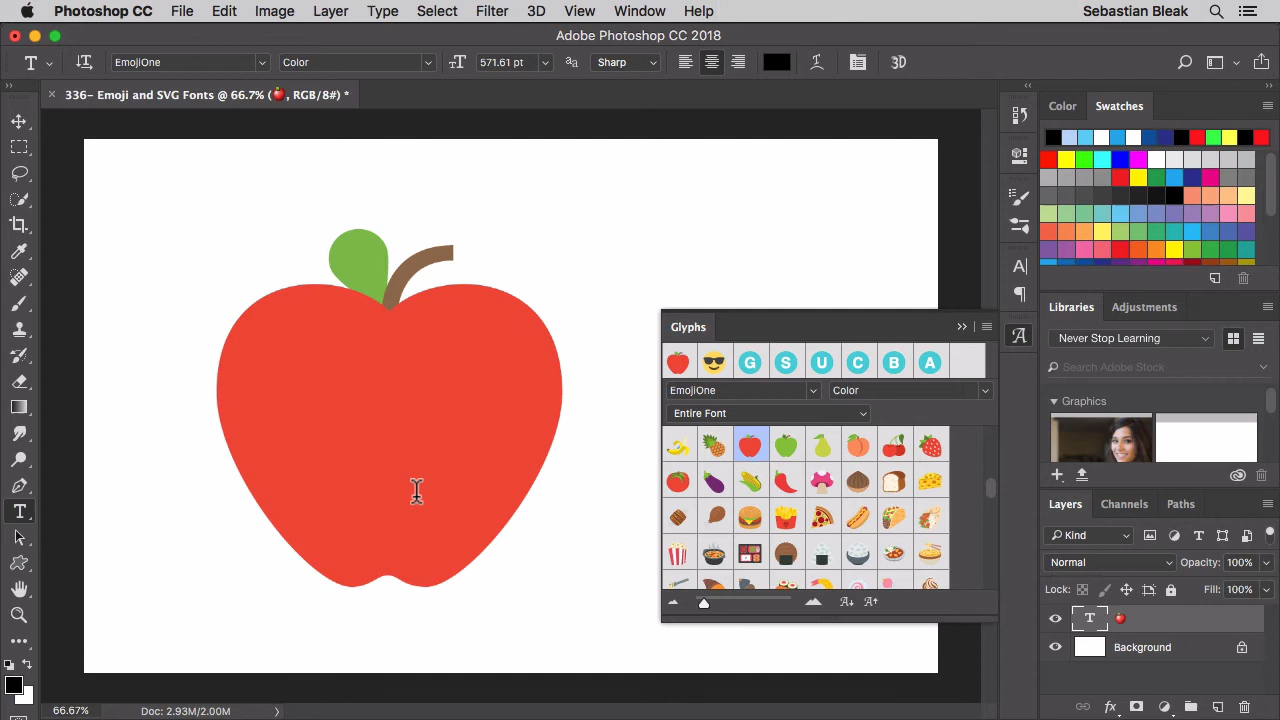 Photoshop CC File Edit Image Layer Type Select Filter 3D View Window Help Sebastian Bleak
Adobe Photoshop CC 2018
T EmojiOne Color 571.61 pt Sharp 3D
× 336- Emoji and SVG Fonts @ 66.7% (🍎, RGB/8#) *
Color Swatches
Glyphs
G S U C B A
EmojiOne Color
Entire Font
Libraries Adjustments
Never Stop Learning
Search Adobe Stock
Graphics
Layers Channels Paths
Kind
Normal Opacity: 100%
Lock: Fill: 100%
T 🍎
Background
66.67% Doc: 2.93M/2.00M